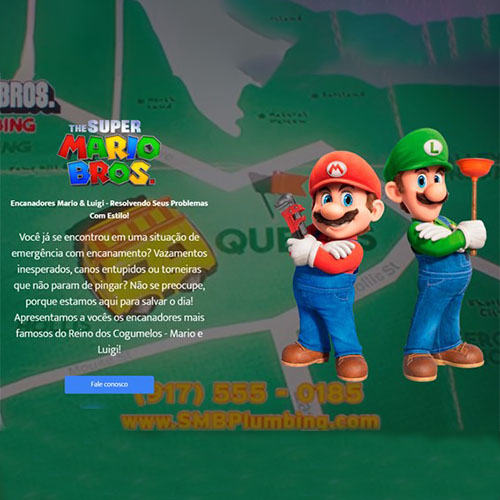 BROS.
BING
THE SUPER
MARIO
BROS.
Encanadores Mario & Luigi - Resolvendo Seus Problemas
Com Estilo!
Você já se encontrou em uma situação de
emergência com encanamento? Vazamentos
inesperados, canos entupidos ou torneiras
que não param de pingar? Não se preocupe,
porque estamos aqui para salvar o dia!
Apresentamos a vocês os encanadores mais
famosos do Reino dos Cogumelos - Mario e
Luigi!
Fale conosco
M
L
(917) 555 - 0185
www.SMBPlumbing.com